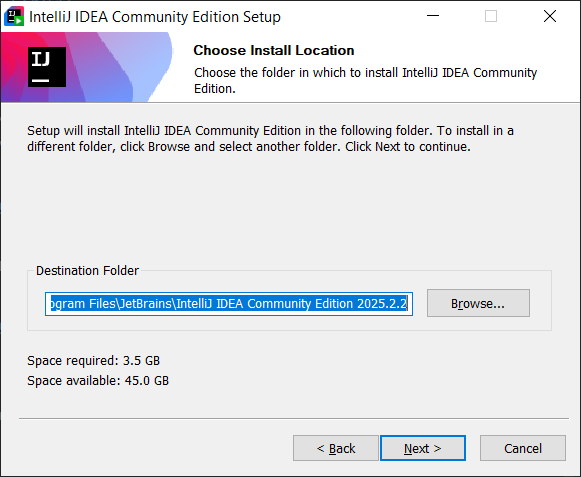 IntelliJ IDEA Community Edition Setup
IJ
Choose Install Location
Choose the folder in which to install IntelliJ IDEA Community
Edition.
Setup will install IntelliJ IDEA Community Edition in the following folder. To install in a
different folder, click Browse and select another folder. Click Next to continue.
Destination Folder
ogram Files\JetBrains\IntelliJ IDEA Community Edition 2025.2.2
Browse...
Space required: 3.5 GB
Space available: 45.0 GB
< Back
Next >
Cancel